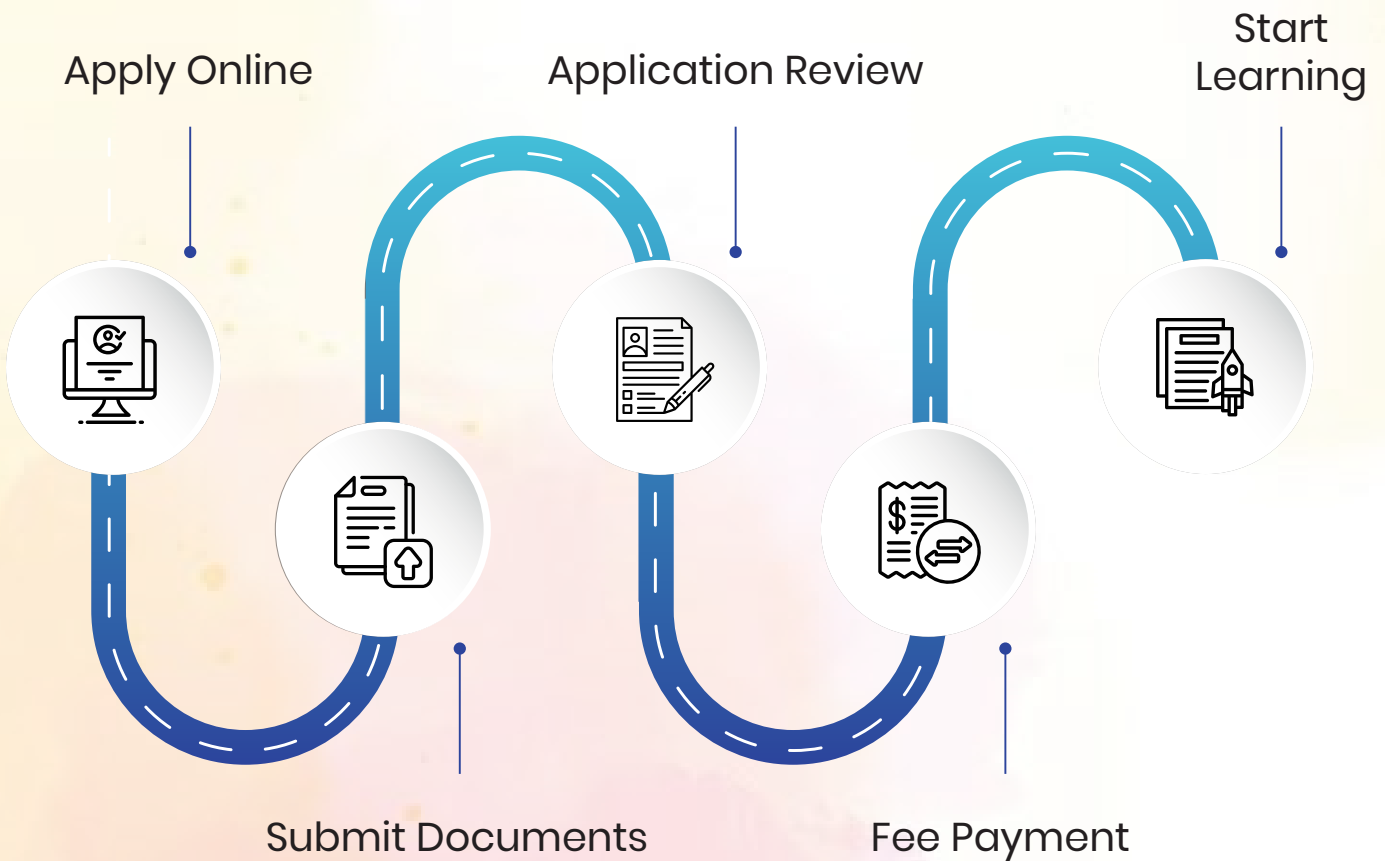 Apply Online
Submit Documents
Application Review
Fee Payment
Start
Learning
$